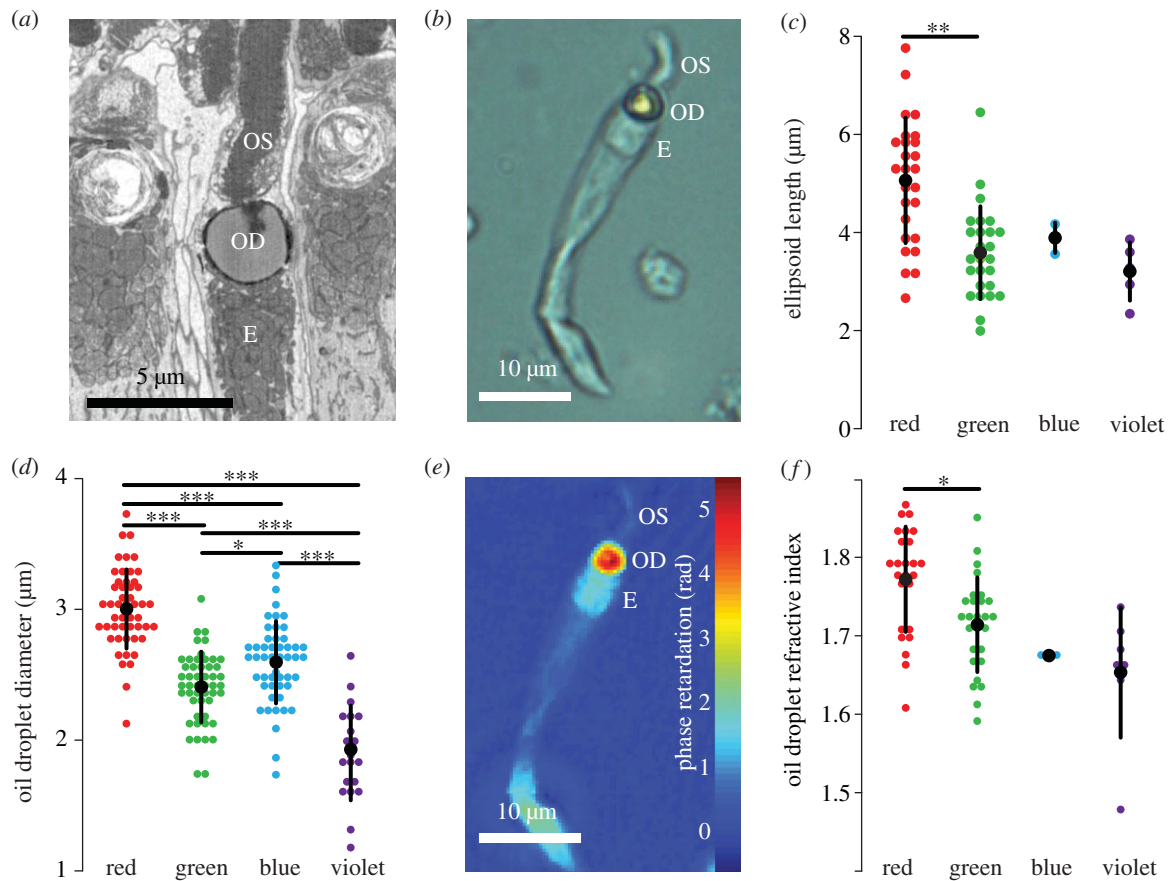 (a)
OS
OD
E
5 µm
(b)
OS
OD
E
10 µm
(c)
ellipsoid length (µm)
8
6
4
2
0
**
red green blue violet
(d)
oil droplet diameter (µm)
4
3
2
1
***
***
*** ***
* ***
red green blue violet
(e)
OS
OD
E
10 µm
phase retardation (rad)
5
4
3
2
1
0
(f)
oil droplet refractive index
1.8
1.7
1.6
1.5
*
red green blue violet